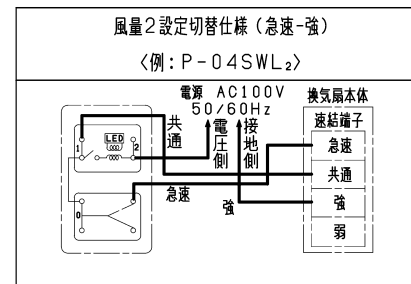 風量2設定切替仕様(急速-強)
〈例:P-04SWL₂〉
電源 AC100V
50/60Hz
換気扇本体
速結端子
共通
電圧側
接地側
LED
1
2
0
急速
強
急速
共通
強
弱